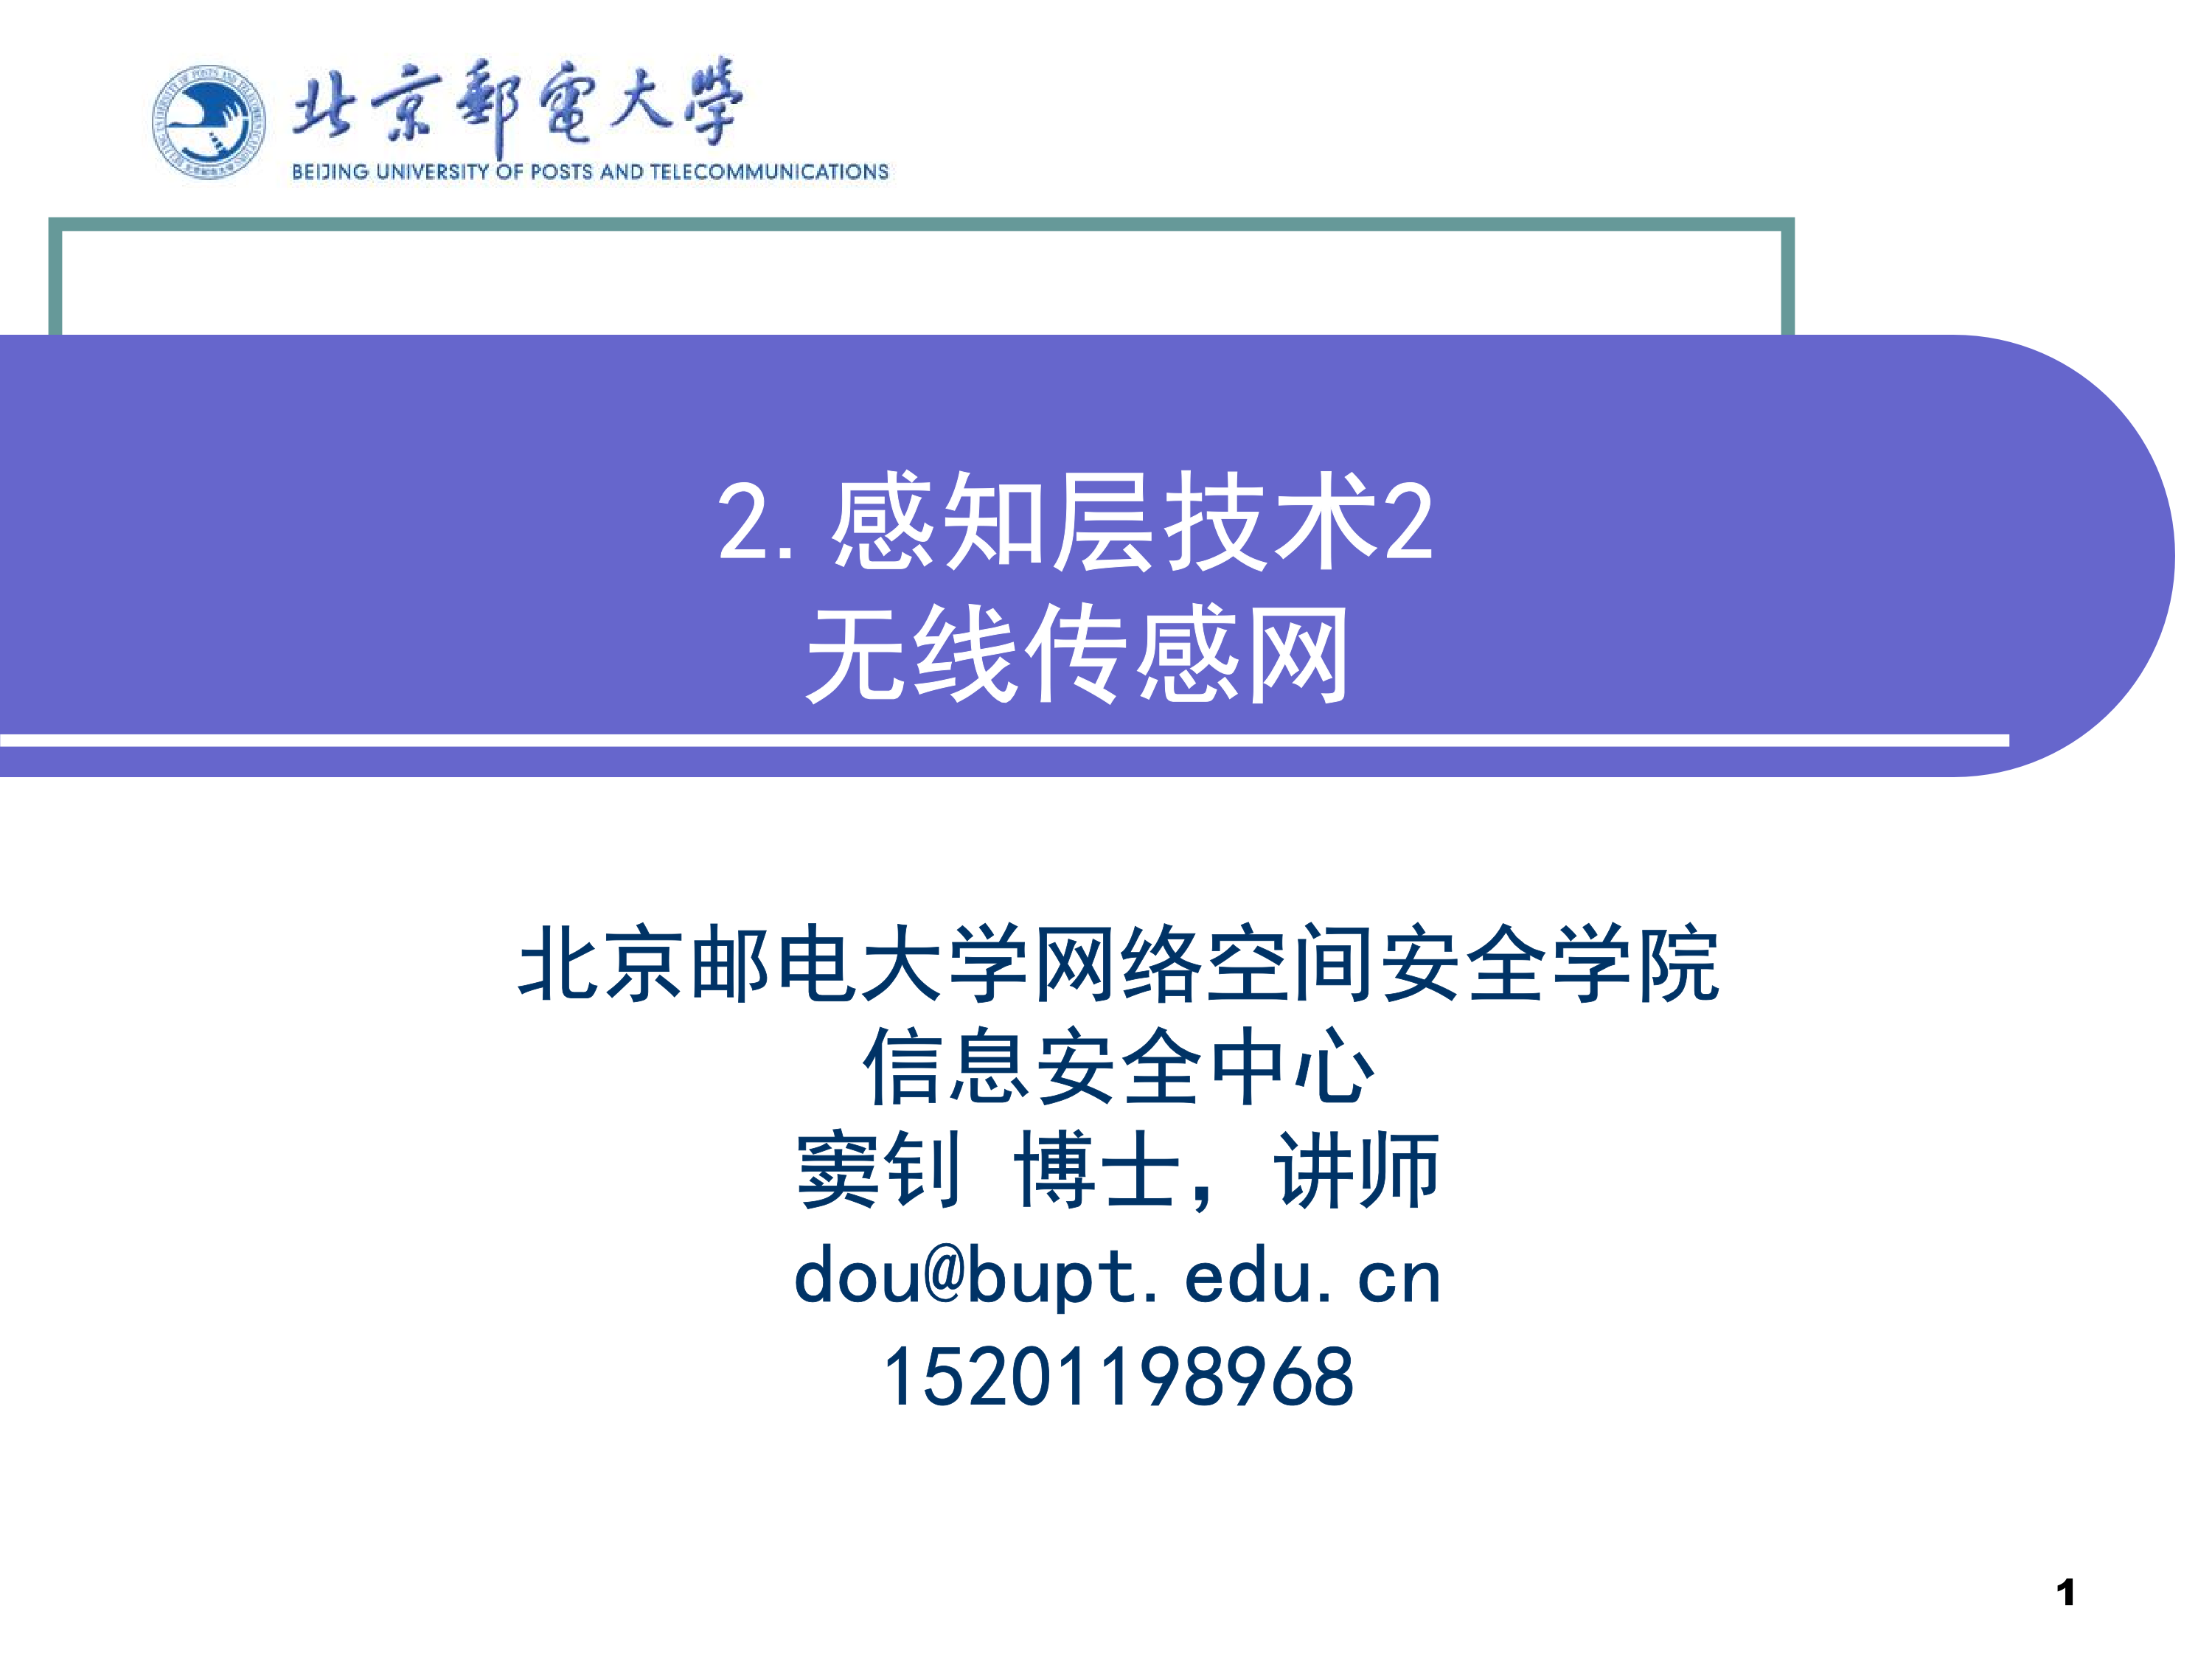 北京郵電大學
BEIJING UNIVERSITY OF POSTS AND TELECOMMUNICATIONS
2. 感知层技术2
无线传感网
北京邮电大学网络空间安全学院
信息安全中心
窦钊 博士，讲师
dou@bupt.edu.cn
15201198968
1